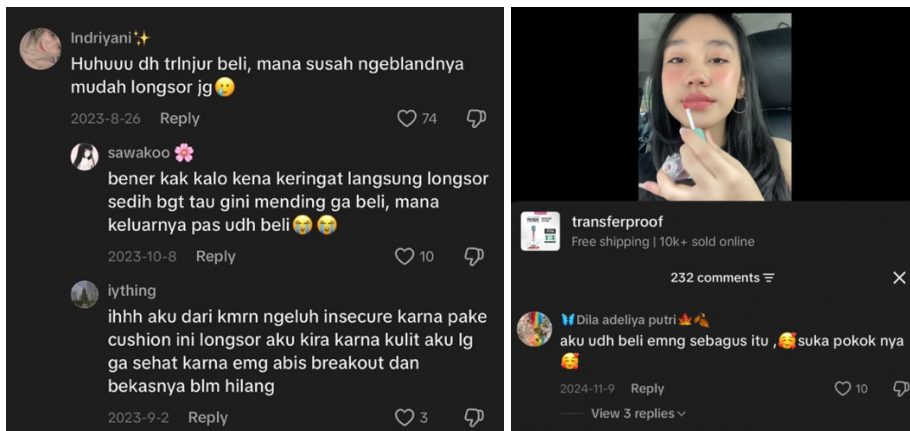 Indriyani✨
Huhuuu dh trlnjur beli, mana susah ngeblandnya
mudah longsor jg🥲
2023-8-26 Reply 74
sawakoo 🌸
bener kak kalo kena keringat langsung longsor
sedih bgt tau gini mending ga beli, mana
keluarnya pas udh beli😭😭
2023-10-8 Reply 10
iything
ihhh aku dari kmrn ngeluh insecure karna pake
cushion ini longsor aku kira karna kulit aku lg
ga sehat karna emg abis breakout dan
bekasnya blm hilang
2023-9-2 Reply 3
transferproof
Free shipping | 10k+ sold online
232 comments
🦋Dila adeliya putri🍁🍂
aku udh beli emng sebagus itu ,🥰suka pokok nya
🥰
2024-11-9 Reply 10
View 3 replies